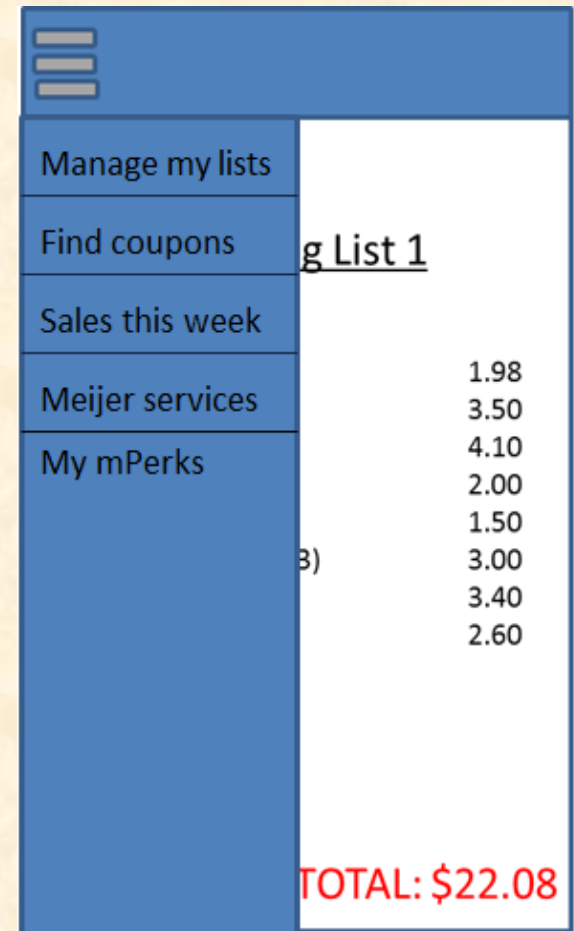 Manage my lists
Find coupons
g List 1
Sales this week
1.98
Meijer services
3.50
4.10
My mPerks
2.00
1.50
3) 3.00
3.40
2.60
TOTAL: $22.08